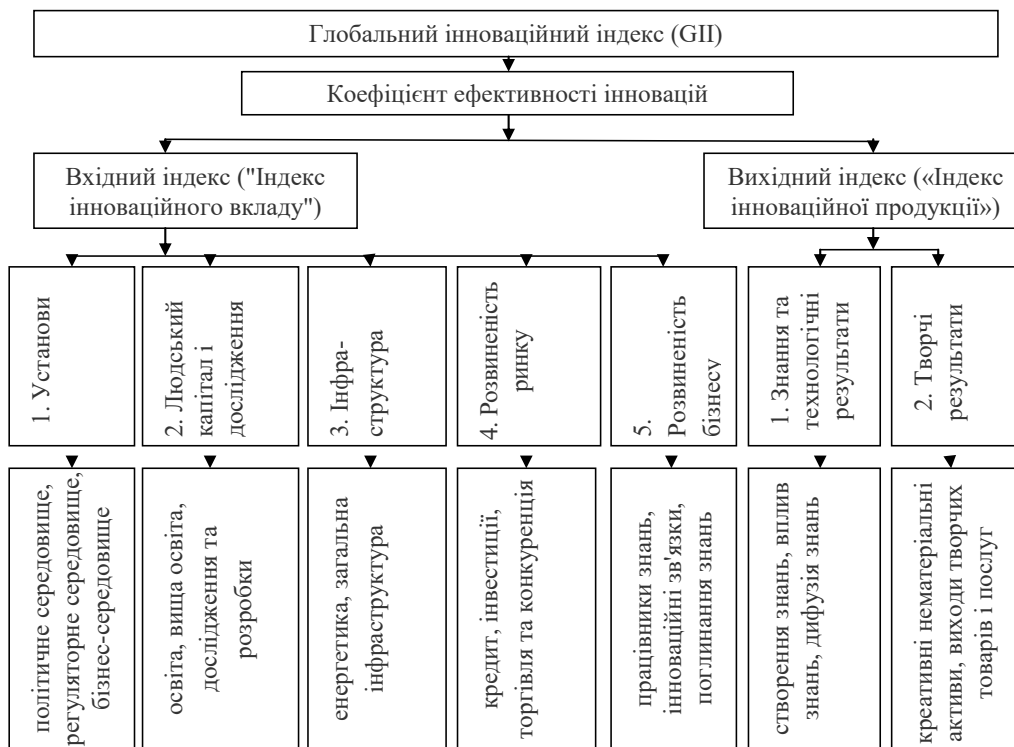 Глобальний інноваційний індекс (GII)
Коефіцієнт ефективності інновацій
Вхідний індекс ("Індекс
інноваційного вкладу")
Вихідний індекс («Індекс
інноваційної продукції»)
1. Установи
2. Людський
капітал і
дослідження
3. Інфра-
структура
4. Розвиненість
ринку
5.
Розвиненість
бізнесу
1. Знання та
технологічні
результати
2. Творчі
результати
політичне середовище,
регуляторне середовище,
бізнес-середовище
освіта, вища освіта,
дослідження та
розробки
енергетика, загальна
інфраструктура
кредит, інвестиції,
торгівля та конкуренція
працівники знань,
інноваційні зв'язки,
поглинання знань
створення знань, вплив
знань, дифузія знань
креативні нематеріальні
активи, виходи творчих
товарів і послуг